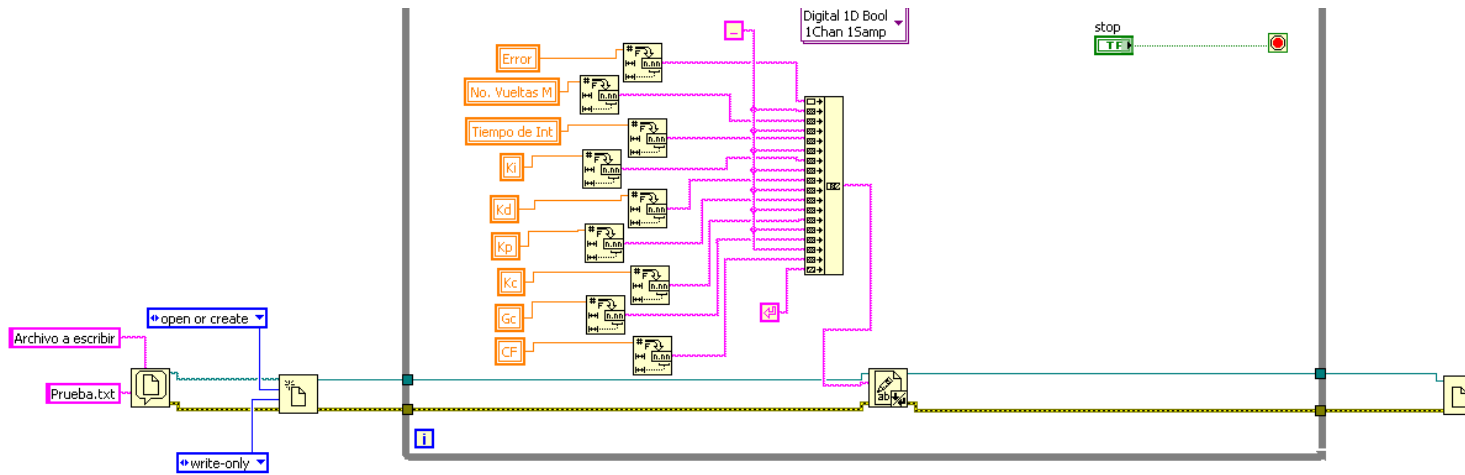 Digital 1D Bool
1Chan 1Samp
stop
TF
Error
No. Vueltas M
Tiempo de Int
Ki
Kd
Kp
Kc
Gc
CF
open or create
Archivo a escribir
Prueba.txt
write-only
i